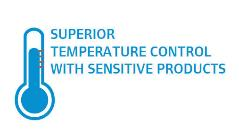 SUPERIOR
TEMPERATURE CONTROL
WITH SENSITIVE PRODUCTS